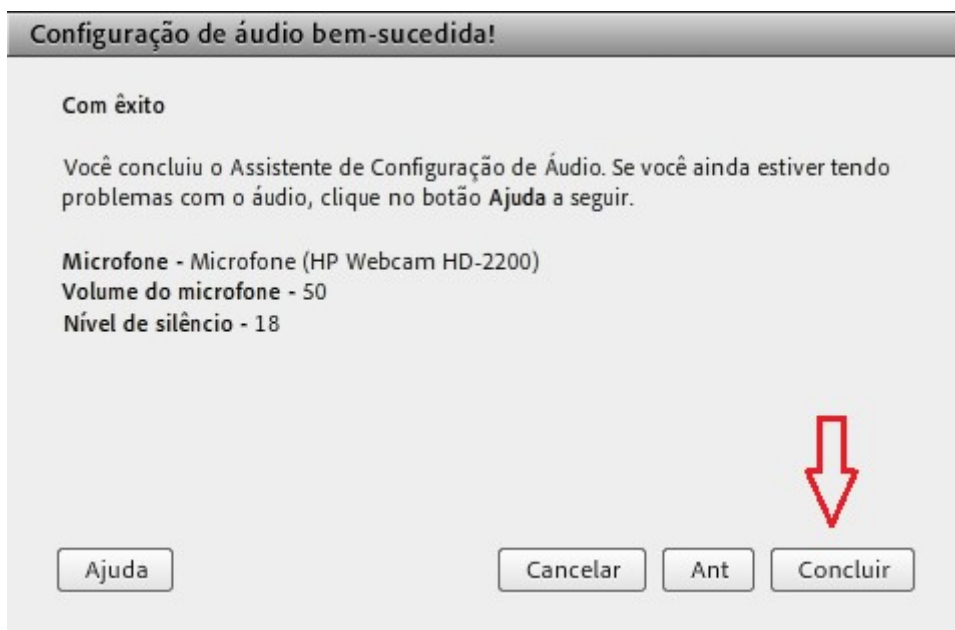 Configuração de áudio bem-sucedida!
Com êxito
Você concluiu o Assistente de Configuração de Áudio. Se você ainda estiver tendo
problemas com o áudio, clique no botão Ajuda a seguir.
Microfone - Microfone (HP Webcam HD-2200)
Volume do microfone - 50
Nível de silêncio - 18
Ajuda Cancelar Ant Concluir